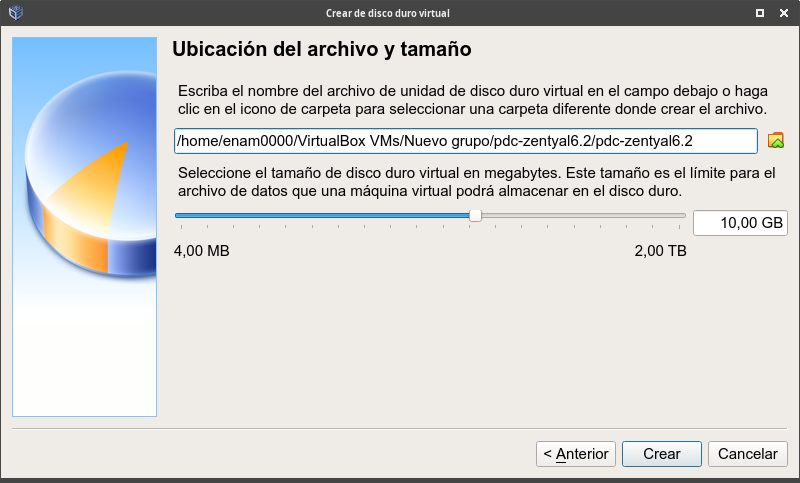 Crear de disco duro virtual
Ubicación del archivo y tamaño
Escriba el nombre del archivo de unidad de disco duro virtual en el campo debajo o haga
clic en el icono de carpeta para seleccionar una carpeta diferente donde crear el archivo.
/home/enam0000/VirtualBox VMs/Nuevo grupo/pdc-zentyal6.2/pdc-zentyal6.2
Seleccione el tamaño de disco duro virtual en megabytes. Este tamaño es el límite para el
archivo de datos que una máquina virtual podrá almacenar en el disco duro.
10,00 GB
4,00 MB 2,00 TB
< Anterior Crear Cancelar